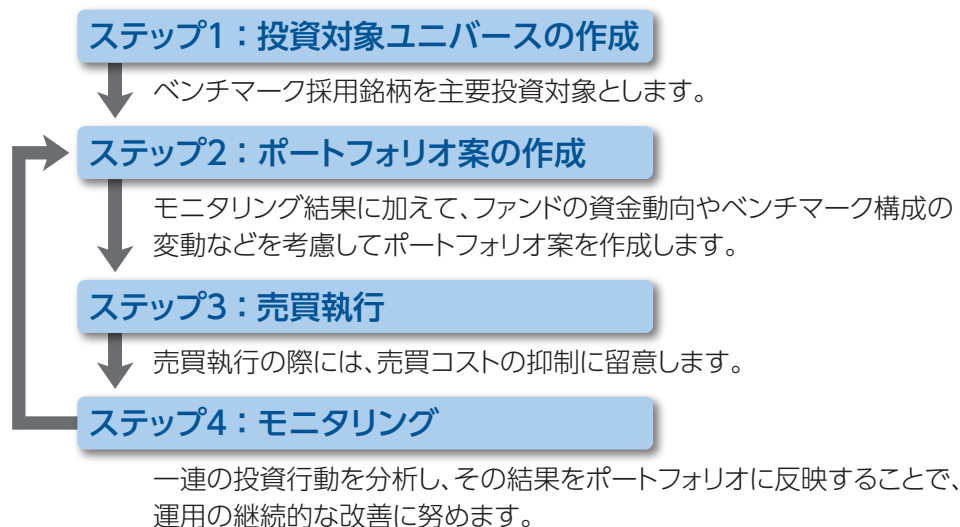 ステップ1：投資対象ユニバースの作成
ベンチマーク採用銘柄を主要投資対象とします。
ステップ2：ポートフォリオ案の作成
モニタリング結果に加えて、ファンドの資金動向やベンチマーク構成の
変動などを考慮してポートフォリオ案を作成します。
ステップ3：売買執行
売買執行の際には、売買コストの抑制に留意します。
ステップ4：モニタリング
一連の投資行動を分析し、その結果をポートフォリオに反映することで、
運用の継続的な改善に努めます。